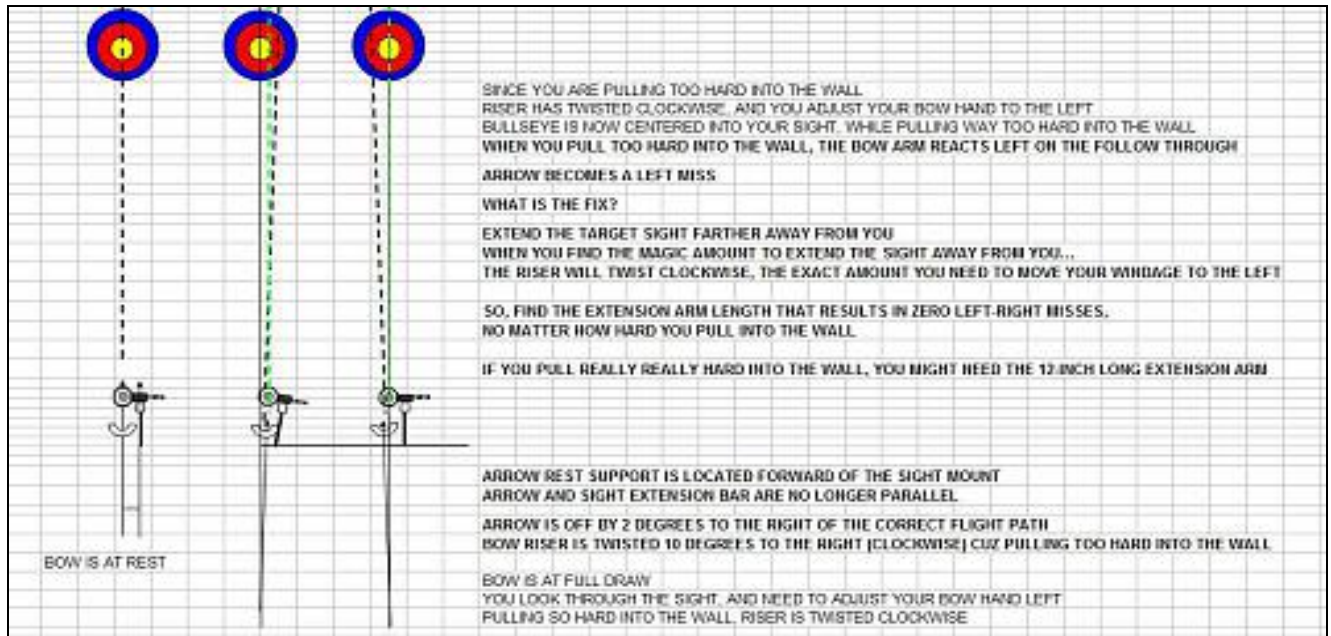 SINCE YOU ARE PULLING TOO HARD INTO THE WALL
RISER HAS TWISTED CLOCKWISE, AND YOU ADJUST YOUR BOW HAND TO THE LEFT
BULLSEYE IS NOW CENTERED INTO YOUR SIGHT, WHILE PULLING WAY TOO HARD INTO THE WALL
WHEN YOU PULL TOO HARD INTO THE WALL, THE BOW ARM REACTS LEFT ON THE FOLLOW THROUGH
ARROW BECOMES A LEFT MISS
WHAT IS THE FIX?
EXTEND THE TARGET SIGHT FARTHER AWAY FROM YOU
WHEN YOU FIND THE MAGIC AMOUNT TO EXTEND THE SIGHT AWAY FROM YOU...
THE RISER WILL TWIST CLOCKWISE, THE EXACT AMOUNT YOU NEED TO MOVE YOUR WINDAGE TO THE LEFT
SO, FIND THE EXTENSION ARM LENGTH THAT RESULTS IN ZERO LEFT-RIGHT MISSES,
NO MATTER HOW HARD YOU PULL INTO THE WALL
IF YOU PULL REALLY REALLY HARD INTO THE WALL, YOU MIGHT NEED THE 12-INCH LONG EXTENSION ARM
ARROW REST SUPPORT IS LOCATED FORWARD OF THE SIGHT MOUNT
ARROW AND SIGHT EXTENSION BAR ARE NO LONGER PARALLEL
ARROW IS OFF BY 2 DEGREES TO THE RIGHT OF THE CORRECT FLIGHT PATH
BOW RISER IS TWISTED 10 DEGREES TO THE RIGHT (CLOCKWISE) CUZ PULLING TOO HARD INTO THE WALL
BOW IS AT REST
BOW IS AT FULL DRAW
YOU LOOK THROUGH THE SIGHT, AND NEED TO ADJUST YOUR BOW HAND LEFT
PULLING SO HARD INTO THE WALL, RISER IS TWISTED CLOCKWISE